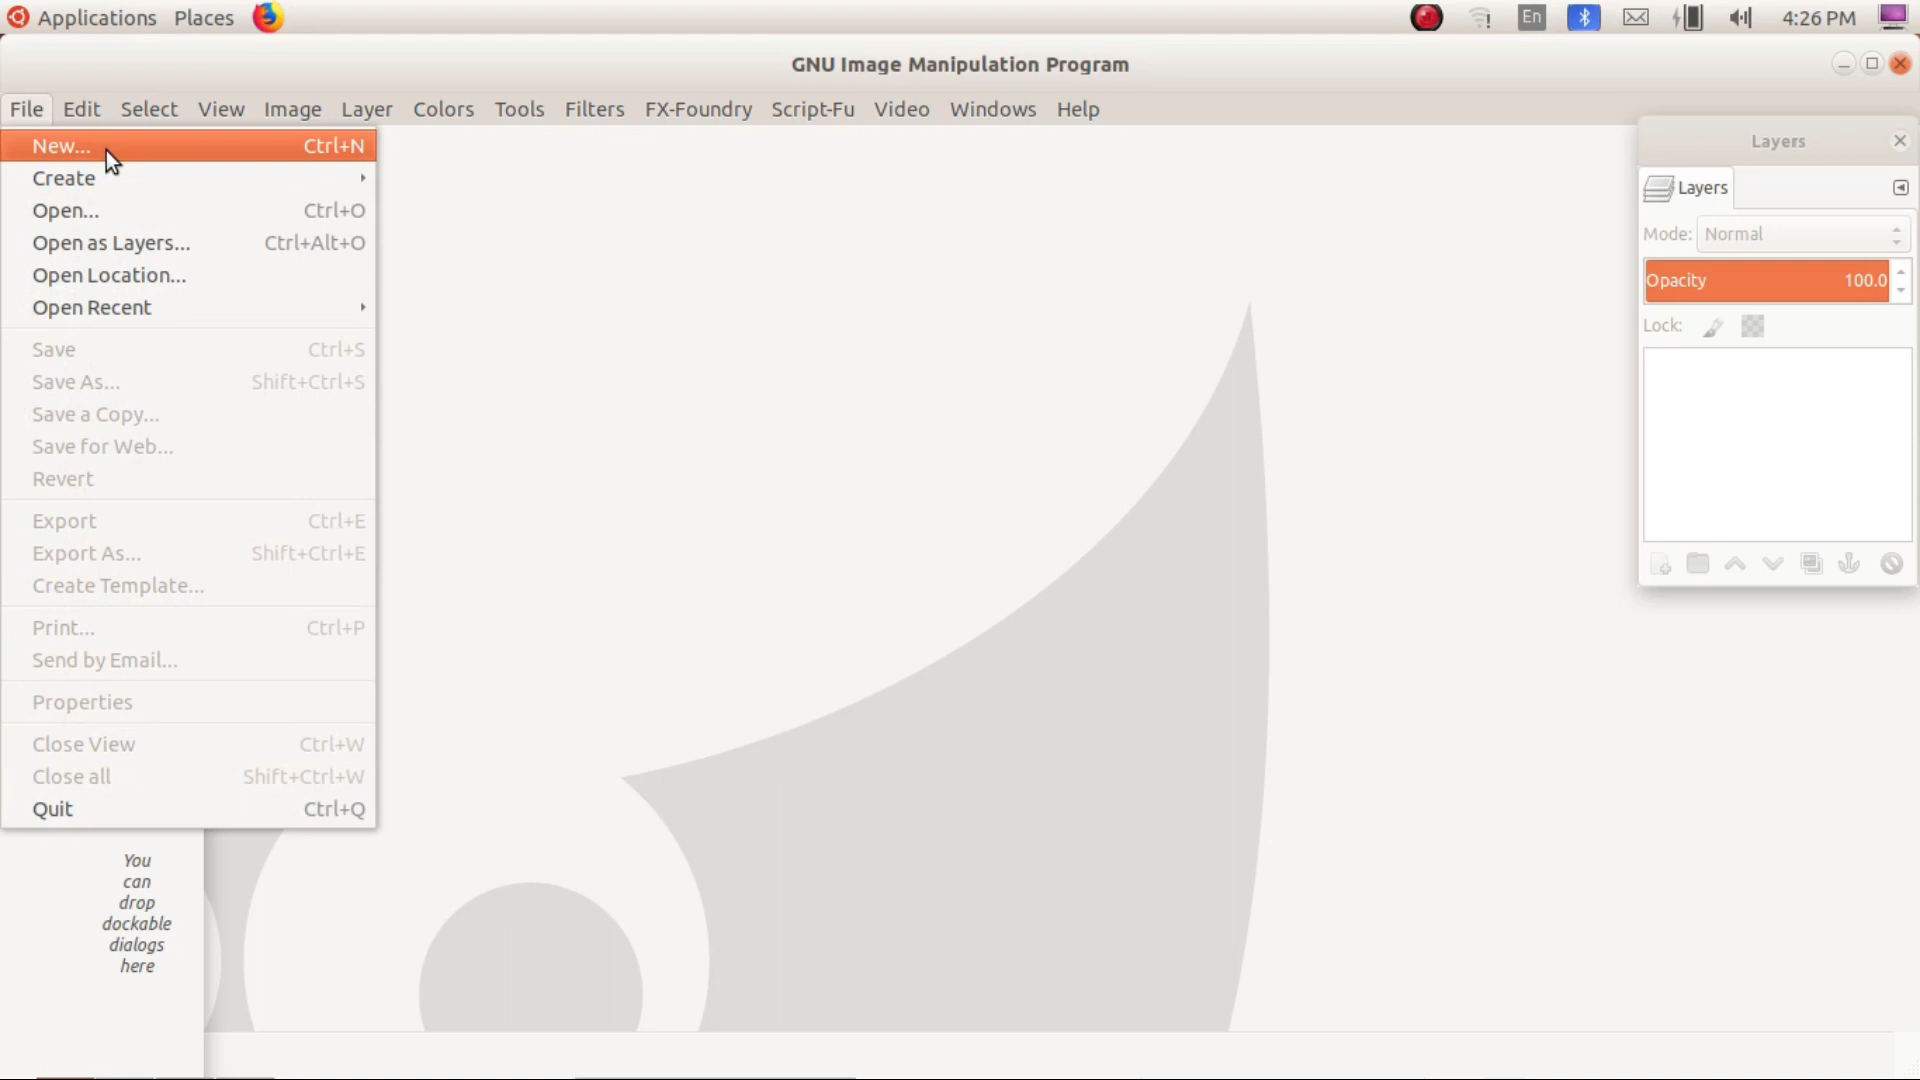 Applications Places En 4:26 PM
GNU Image Manipulation Program
File Edit Select View Image Layer Colors Tools Filters FX-Foundry Script-Fu Video Windows Help
New... Ctrl+N
Create
Open... Ctrl+O
Open as Layers... Ctrl+Alt+O
Open Location...
Open Recent
Save Ctrl+S
Save As... Shift+Ctrl+S
Save a Copy...
Save for Web...
Revert
Export Ctrl+E
Export As... Shift+Ctrl+E
Create Template...
Print... Ctrl+P
Send by Email...
Properties
Close View Ctrl+W
Close all Shift+Ctrl+W
Quit Ctrl+Q
You
can
drop
dockable
dialogs
here
Layers
Layers
Mode: Normal
Opacity 100.0
Lock: